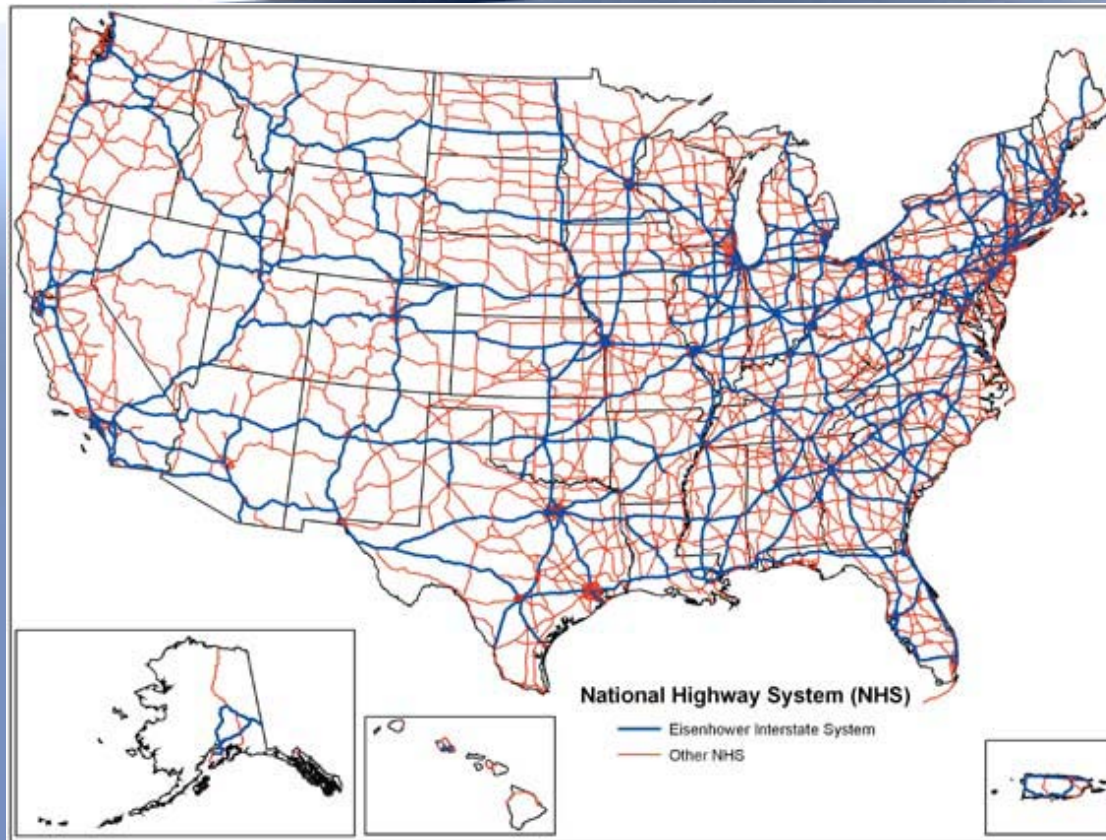 National Highway System (NHS)
Eisenhower Interstate System
Other NHS